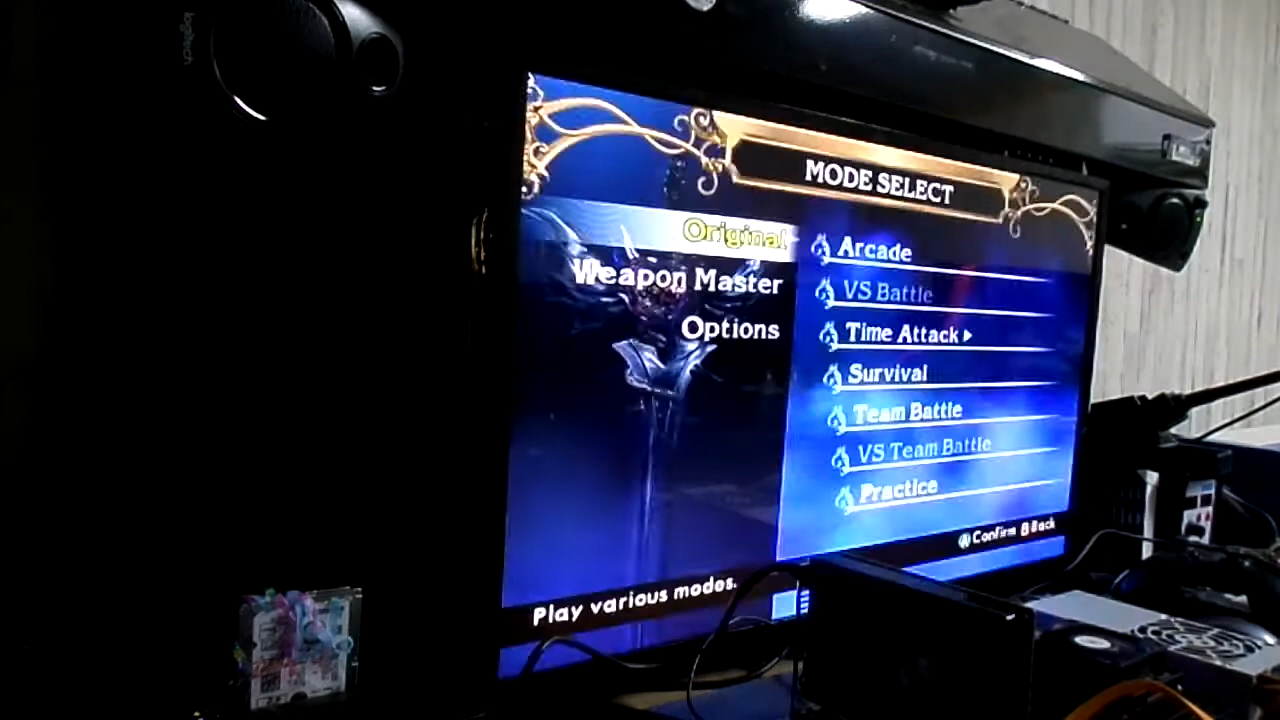 logitech
MODE SELECT
Original
Weapon Master
Options
Arcade
VS Battle
Time Attack
Survival
Team Battle
VS Team Battle
Practice
A Confirm B Back
Play various modes.